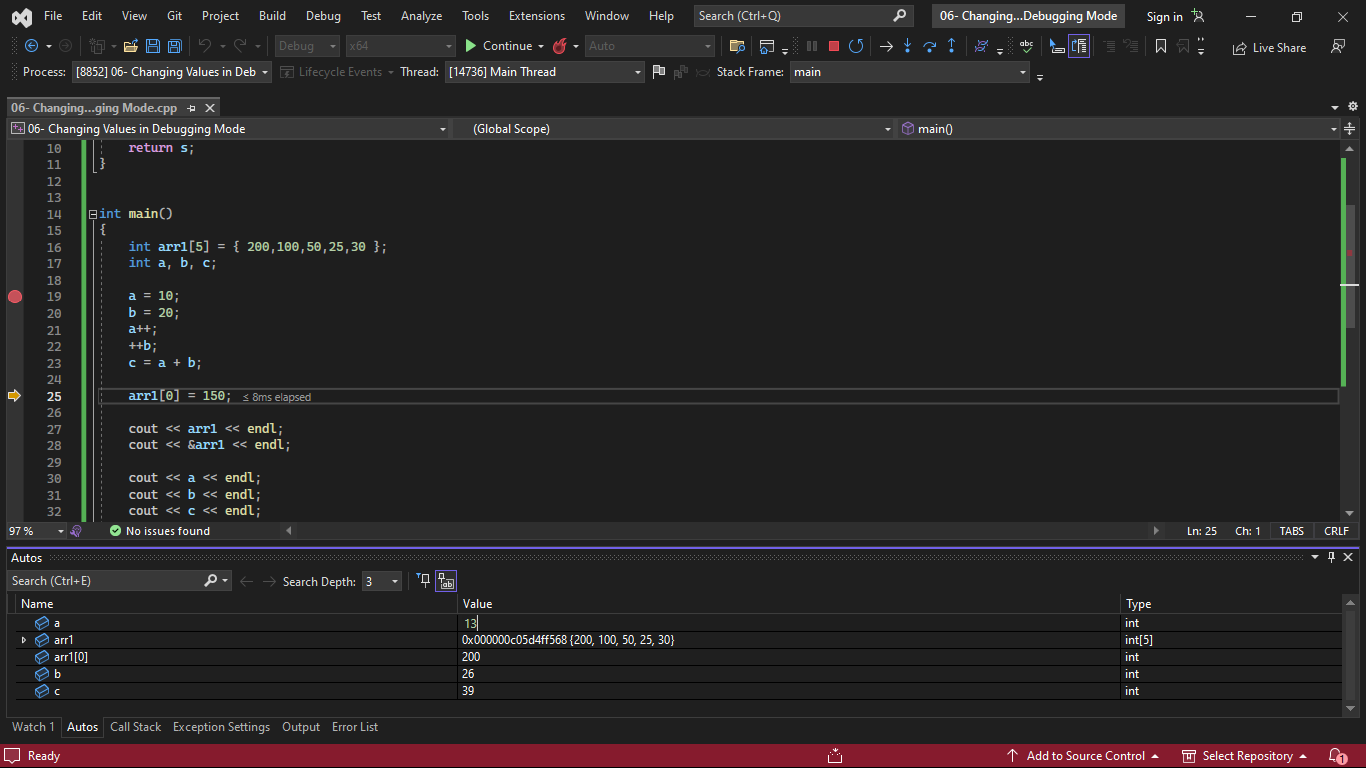 File Edit View Git Project Build Debug Test Analyze Tools Extensions Window Help Search (Ctrl+Q) 06- Changing...Debugging Mode Sign in
Debug x64 Continue Auto Live Share
Process: [8852] 06- Changing Values in Deb Lifecycle Events Thread: [14736] Main Thread Stack Frame: main
06- Changing...ging Mode.cpp
06- Changing Values in Debugging Mode (Global Scope) main()
10 return s;
11 }
12
13
14 int main()
15 {
16 int arr1[5] = { 200,100,50,25,30 };
17 int a, b, c;
18
19 a = 10;
20 b = 20;
21 a++;
22 ++b;
23 c = a + b;
24
25 arr1[0] = 150; ≤ 8ms elapsed
26
27 cout << arr1 << endl;
28 cout << &arr1 << endl;
29
30 cout << a << endl;
31 cout << b << endl;
32 cout << c << endl;
97 % No issues found Ln: 25 Ch: 1 TABS CRLF
Autos
Search (Ctrl+E) Search Depth: 3
Name Value Type
a 13 int
arr1 0x000000c05d4ff568 {200, 100, 50, 25, 30} int[5]
arr1[0] 200 int
b 26 int
c 39 int
Watch 1 Autos Call Stack Exception Settings Output Error List
Ready Add to Source Control Select Repository 1